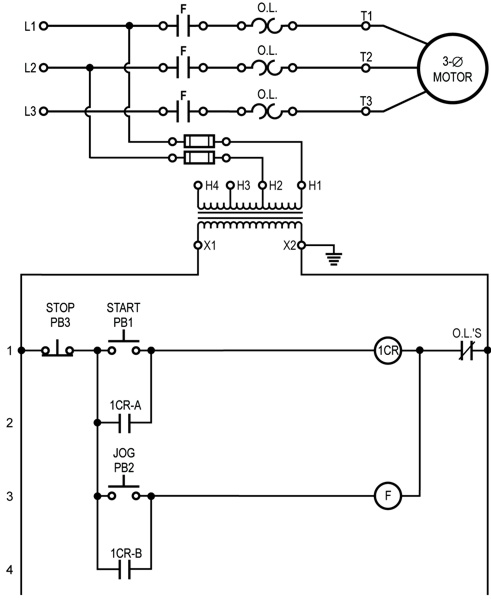 F O.L. T1
L1
F O.L. T2
L2
3-Ø
MOTOR
F O.L. T3
L3
H4 H3 H2 H1
X1 X2
STOP
PB3
START
PB1
O.L.'S
1 1CR
1CR-A
2
JOG
PB2
3 F
1CR-B
4